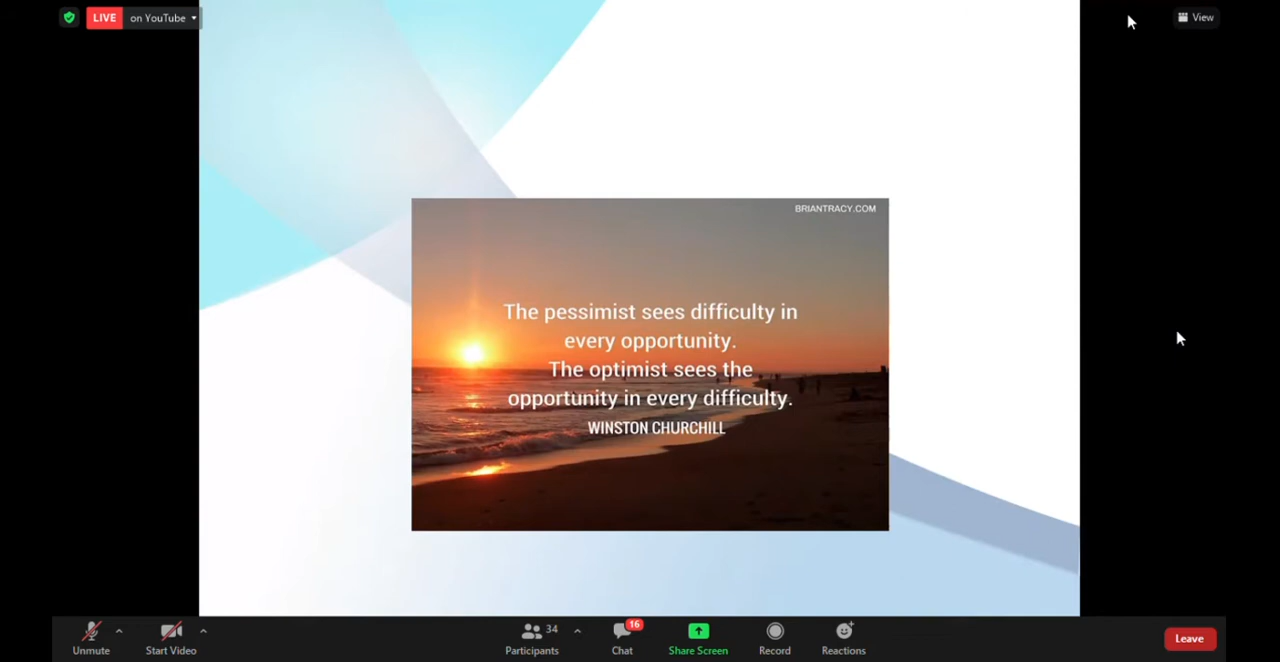 LIVE on YouTube
View
BRIANTRACY.COM
The pessimist sees difficulty in
every opportunity.
The optimist sees the
opportunity in every difficulty.
WINSTON CHURCHILL
Unmute
Start Video
34
Participants
16
Chat
Share Screen
Record
Reactions
Leave